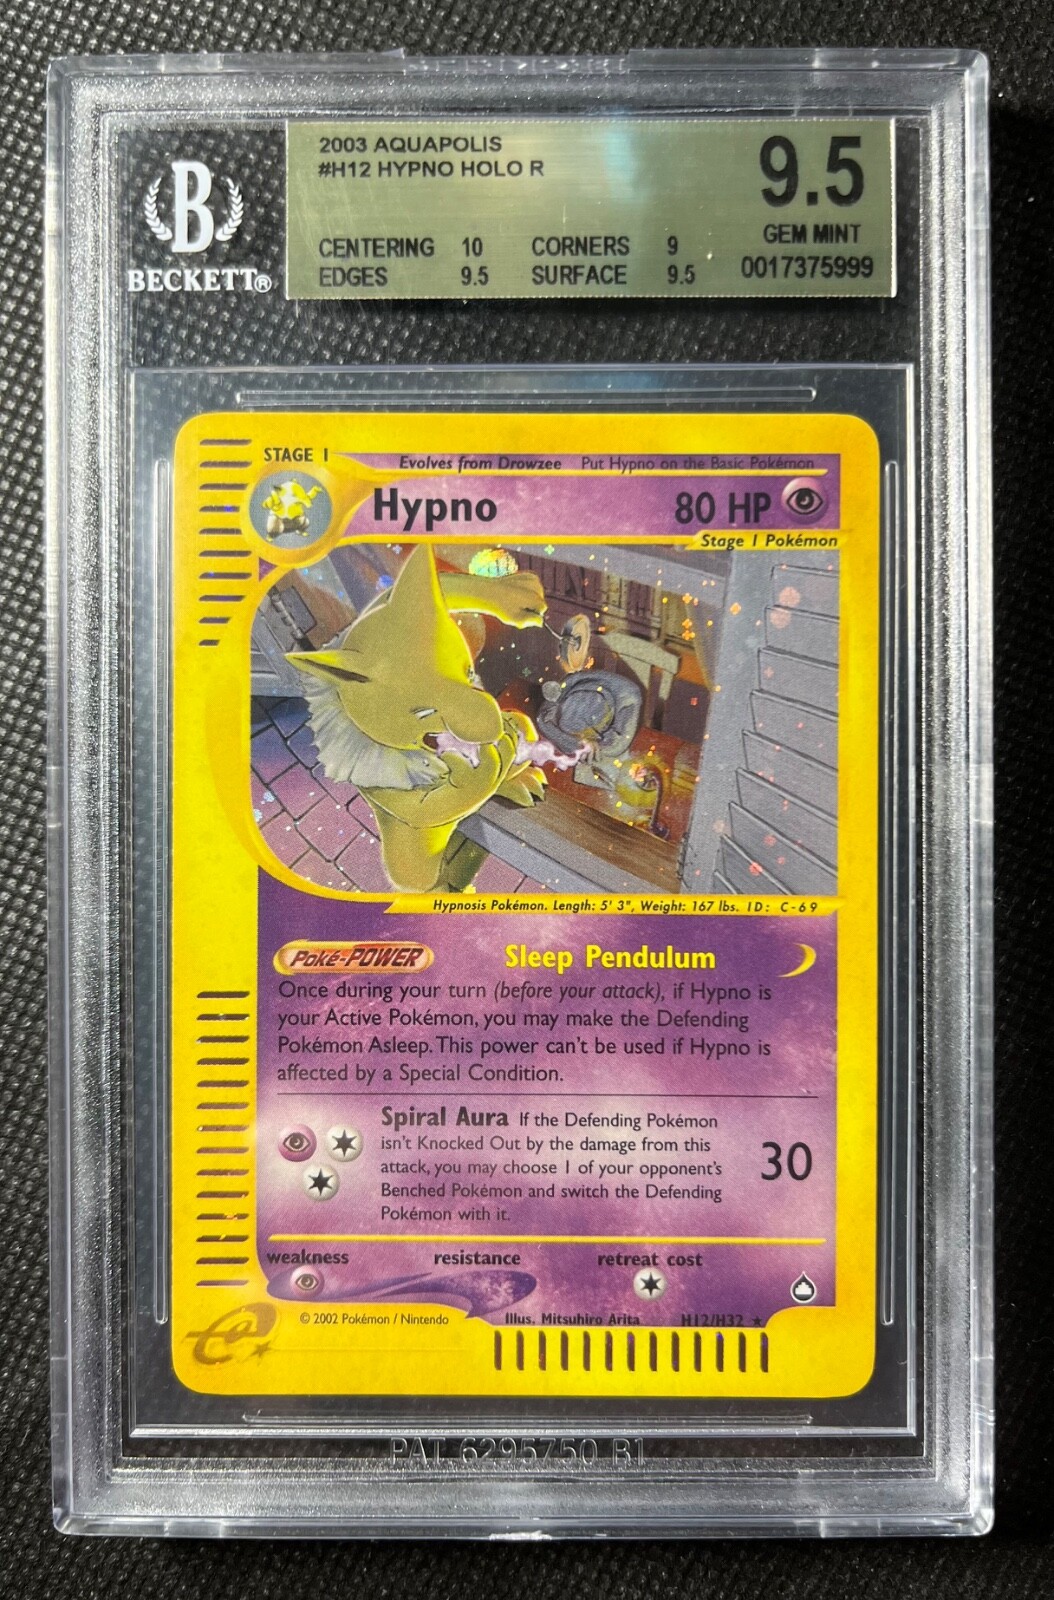 2003 AQUAPOLIS
#H12 HYPNO HOLO R
9.5
GEM MINT
CENTERING 10 CORNERS 9
EDGES 9.5 SURFACE 9.5
0017375999
B
BECKETT®
STAGE 1
Evolves from Drowzee Put Hypno on the Basic Pokémon
Hypno 80 HP
Stage 1 Pokémon
Hypnosis Pokémon. Length: 5' 3", Weight: 167 lbs. ID: C-69
Poké-POWER Sleep Pendulum
Once during your turn (before your attack), if Hypno is
your Active Pokémon, you may make the Defending
Pokémon Asleep. This power can't be used if Hypno is
affected by a Special Condition.
Spiral Aura If the Defending Pokémon
isn't Knocked Out by the damage from this
attack, you may choose 1 of your opponent's
Benched Pokémon and switch the Defending
Pokémon with it.
30
weakness resistance retreat cost
© 2002 Pokémon / Nintendo Illus. Mitsuhiro Arita H12/H32 ★
e
PAT. 6295750 B1